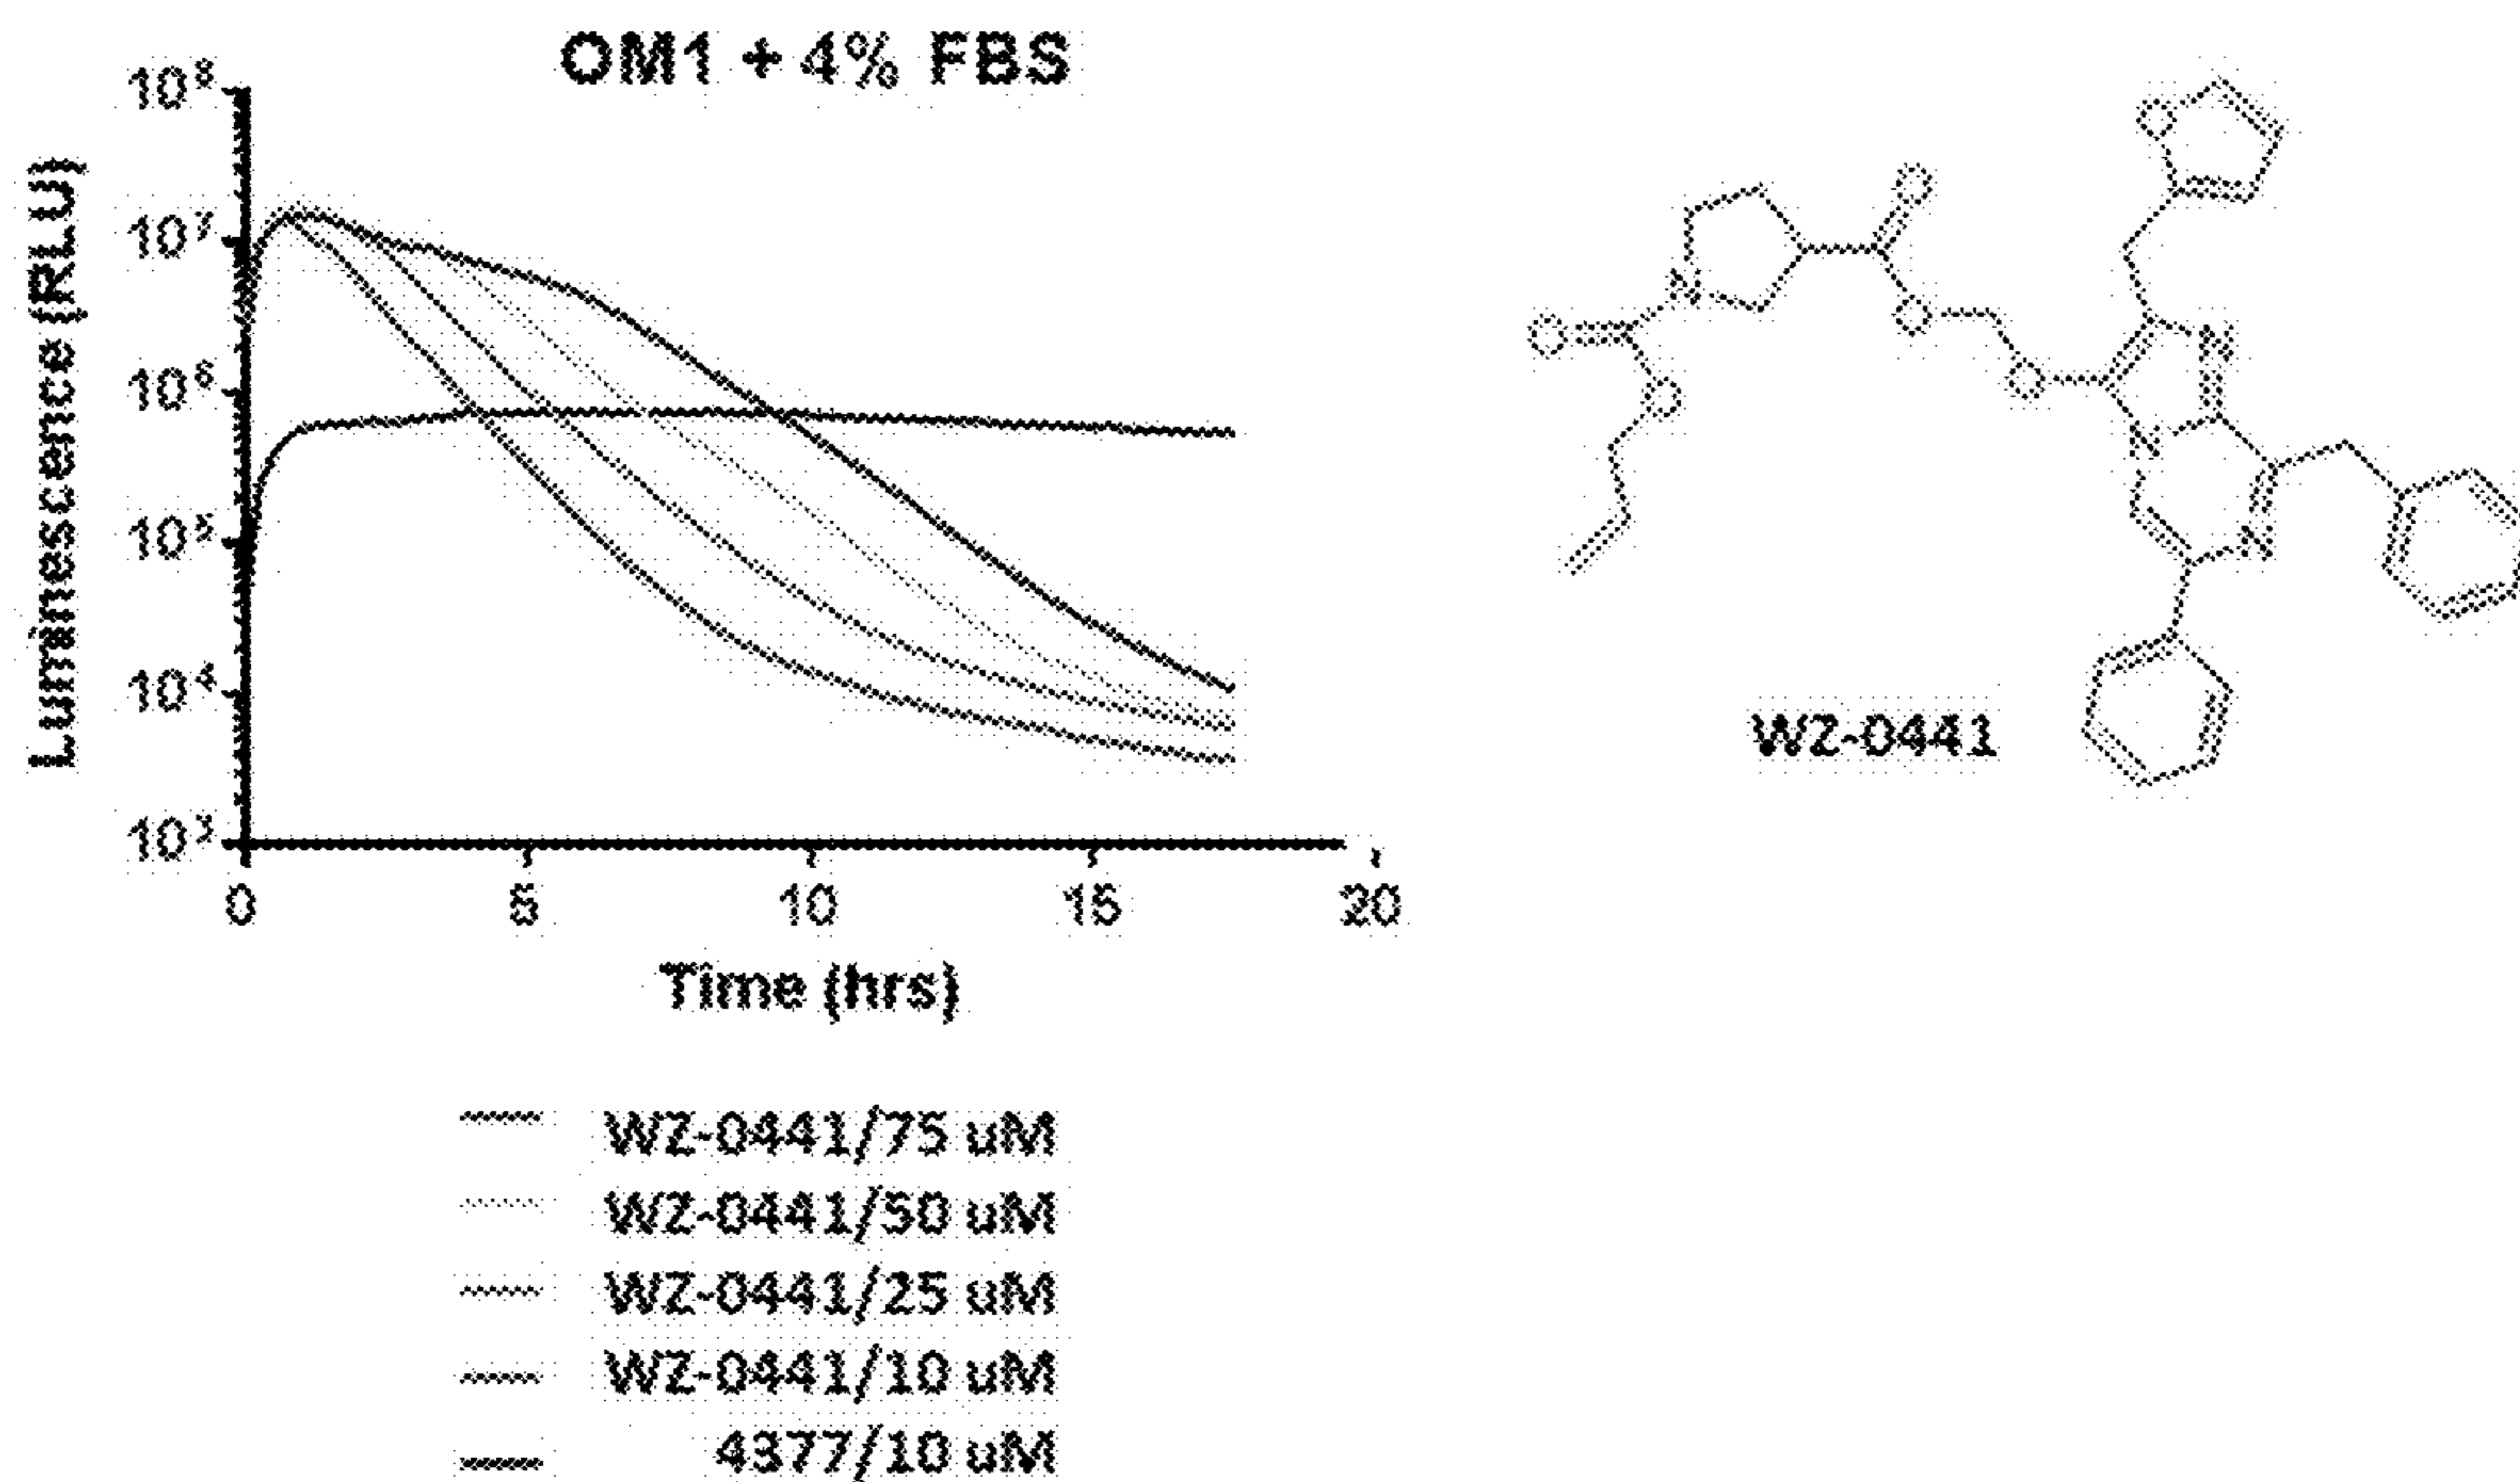 OM1 + 4% FBS
Luminescence [RLU]
10⁸
10⁷
10⁶
10⁵
10⁴
10³
0 5 10 15 20
Time (hrs)
WZ-0441/75 uM
WZ-0441/50 uM
WZ-0441/25 uM
WZ-0441/10 uM
4377/10 uM
O
O
O
N
O
O
O
N
N
N
WZ-0441